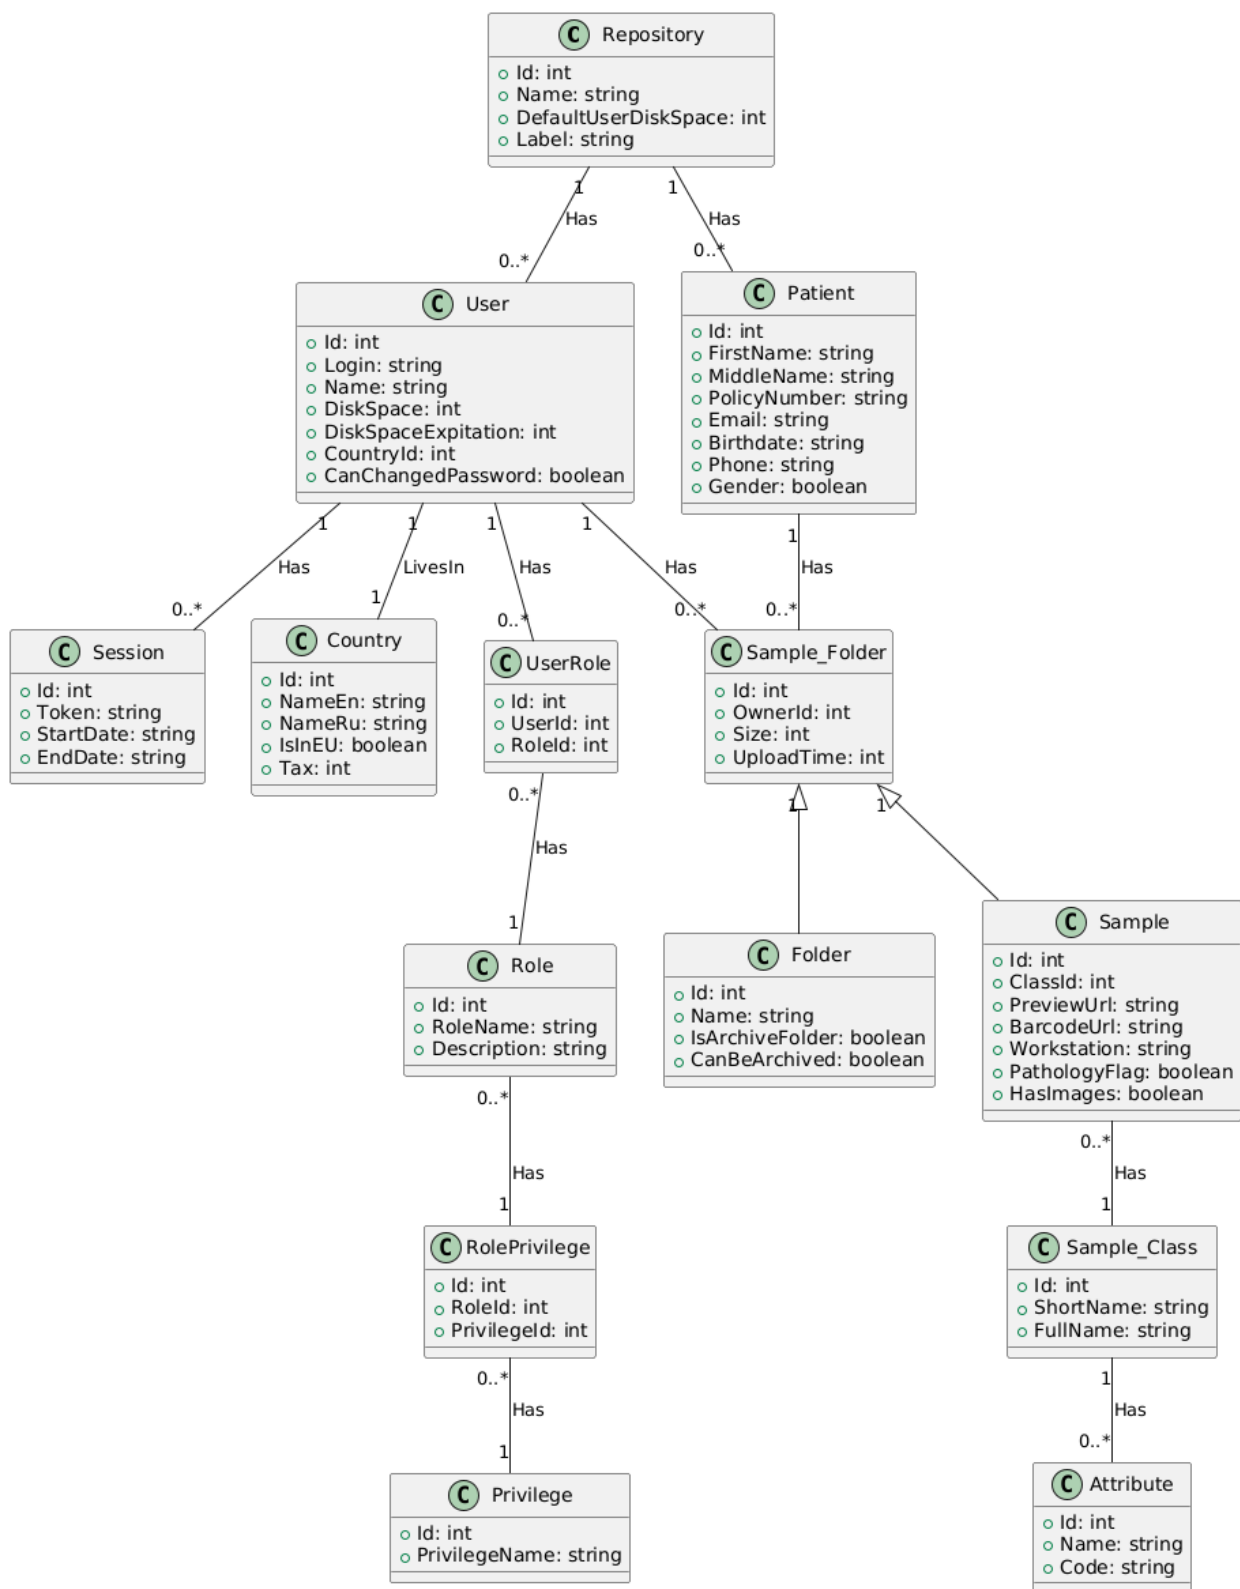 C Repository
Id: int
Name: string
DefaultUserDiskSpace: int
Label: string
1
1
Has
Has
0..*
0..*
C User
Id: int
Login: string
Name: string
DiskSpace: int
DiskSpaceExpitation: int
CountryId: int
CanChangedPassword: boolean
C Patient
Id: int
FirstName: string
MiddleName: string
PolicyNumber: string
Email: string
Birthdate: string
Phone: string
Gender: boolean
1
1
1
1
1
Has
LivesIn
Has
Has
Has
0..*
1
0..*
0..*
0..*
C Session
Id: int
Token: string
StartDate: string
EndDate: string
C Country
Id: int
NameEn: string
NameRu: string
IsInEU: boolean
Tax: int
C UserRole
Id: int
UserId: int
RoleId: int
C Sample_Folder
Id: int
OwnerId: int
Size: int
UploadTime: int
0..*
1
1
Has
1
C Role
Id: int
RoleName: string
Description: string
C Folder
Id: int
Name: string
IsArchiveFolder: boolean
CanBeArchived: boolean
C Sample
Id: int
ClassId: int
PreviewUrl: string
BarcodeUrl: string
Workstation: string
PathologyFlag: boolean
HasImages: boolean
0..*
0..*
Has
Has
1
1
C RolePrivilege
Id: int
RoleId: int
PrivilegeId: int
C Sample_Class
Id: int
ShortName: string
FullName: string
0..*
1
Has
Has
1
0..*
C Privilege
Id: int
PrivilegeName: string
C Attribute
Id: int
Name: string
Code: string